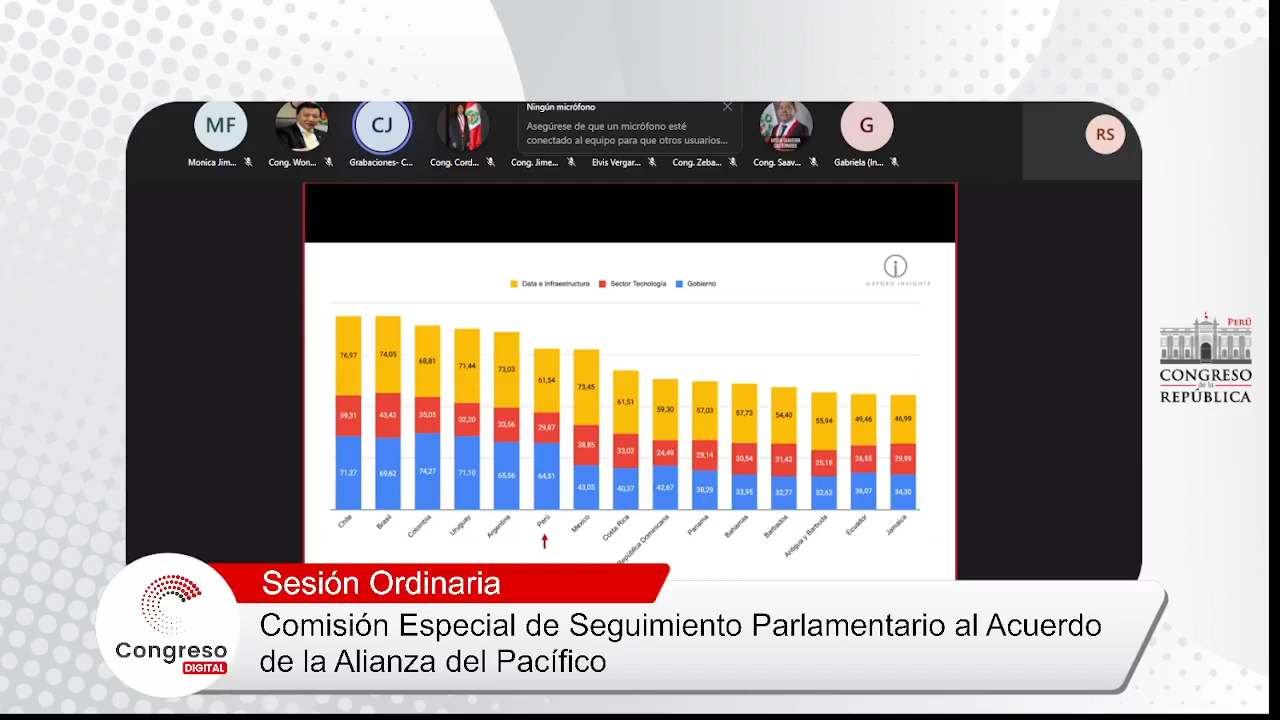 Ningún micrófono
Asegúrese de que un micrófono esté
conectado al equipo para que otros usuarios...
MF
CJ
G
RS
Monica Jim...
Cong. Won...
Grabaciones- C...
Cong. Cord...
Cong. Jime...
Elvis Vergar...
Cong. Zeba...
Cong. Saav...
Gabriela (In...
OXFORD INSIGHTS
Data e Infraestructura
Sector Tecnología
Gobierno
76,97
74,05
68,81
71,44
73,03
61,54
73,45
61,51
59,30
57,03
57,73
54,40
55,94
49,46
46,99
39,31
43,43
35,05
32,20
33,56
29,87
38,85
33,02
24,49
29,14
30,54
31,42
25,18
26,55
29,99
71,27
69,62
74,27
71,10
65,56
64,51
43,05
40,37
42,67
38,29
33,95
32,77
32,62
36,07
34,30
Chile
Brasil
Colombia
Uruguay
Argentina
Perú
Mexico
Costa Rica
República Dominicana
Panama
Bahamas
Barbados
Antigua y Barbuda
Ecuador
Jamaica
PERÚ
CONGRESO
de la
REPÚBLICA
Sesión Ordinaria
Comisión Especial de Seguimiento Parlamentario al Acuerdo
de la Alianza del Pacífico
Congreso
DIGITAL